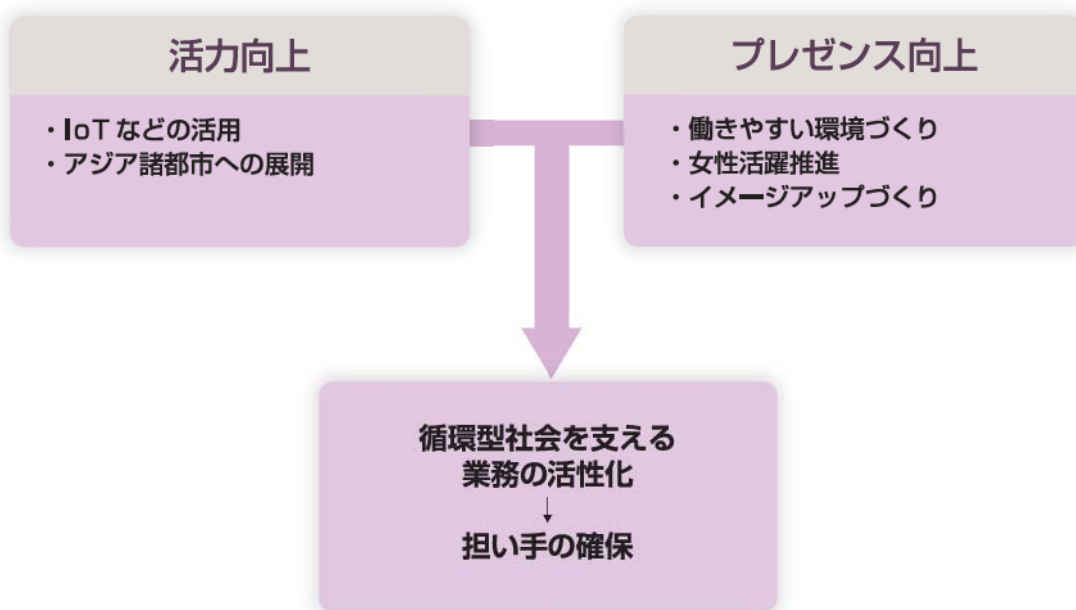 活力向上
・IoTなどの活用
・アジア諸都市への展開
プレゼンス向上
・働きやすい環境づくり
・女性活躍推進
・イメージアップづくり
循環型社会を支える
業務の活性化
↓
担い手の確保